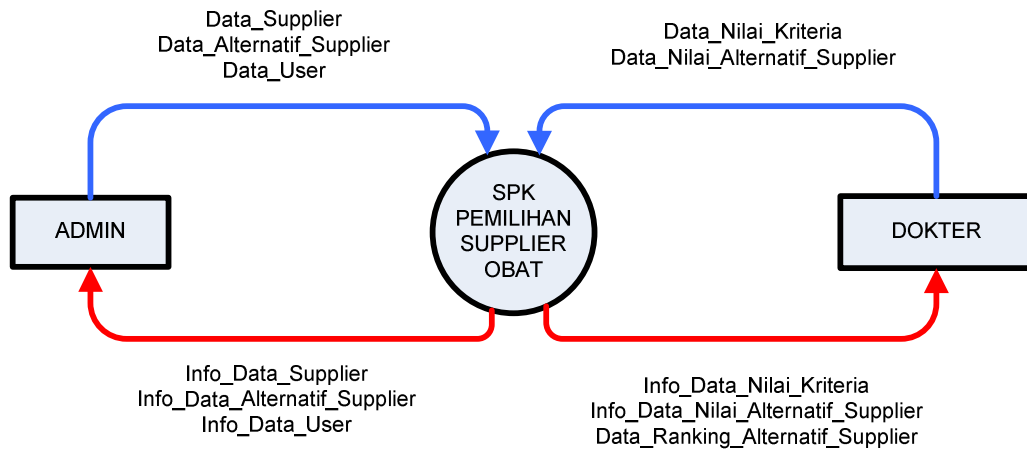 Data_Supplier
Data_Alternatif_Supplier
Data_User
Data_Nilai_Kriteria
Data_Nilai_Alternatif_Supplier
ADMIN
SPK
PEMILIHAN
SUPPLIER
OBAT
DOKTER
Info_Data_Supplier
Info_Data_Alternatif_Supplier
Info_Data_User
Info_Data_Nilai_Kriteria
Info_Data_Nilai_Alternatif_Supplier
Data_Ranking_Alternatif_Supplier